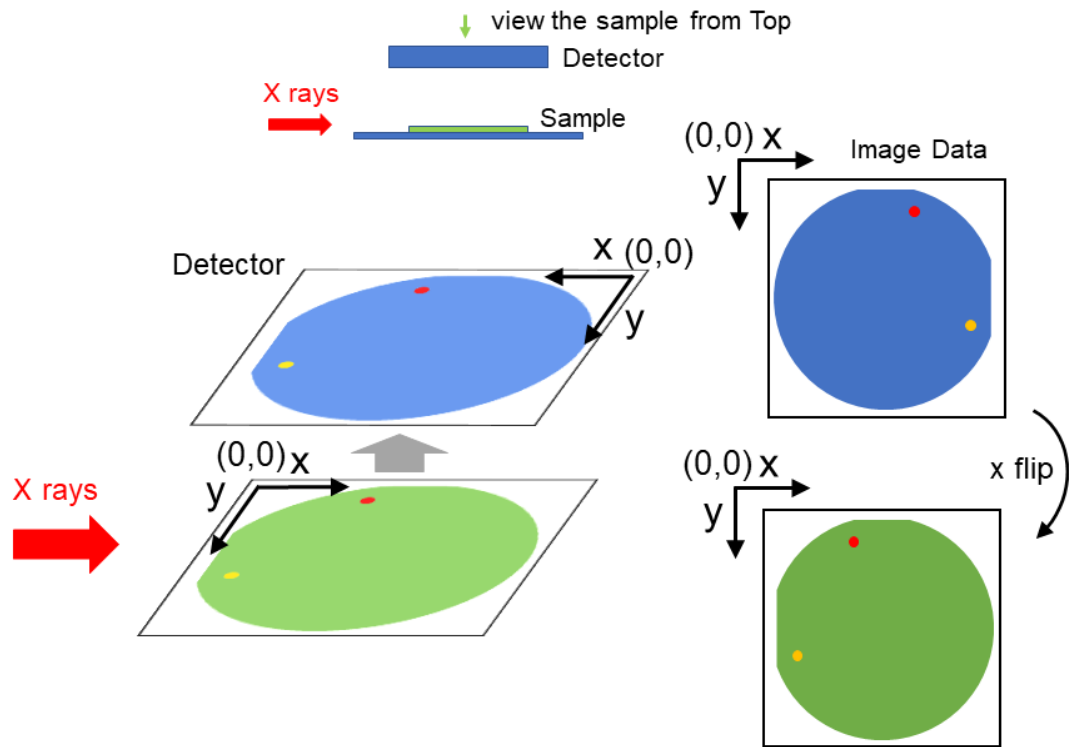 view the sample from Top
Detector
X rays
Sample
(0,0) x
Image Data
y
x (0,0)
Detector
y
(0,0) x
y
X rays
(0,0) x
x flip
y